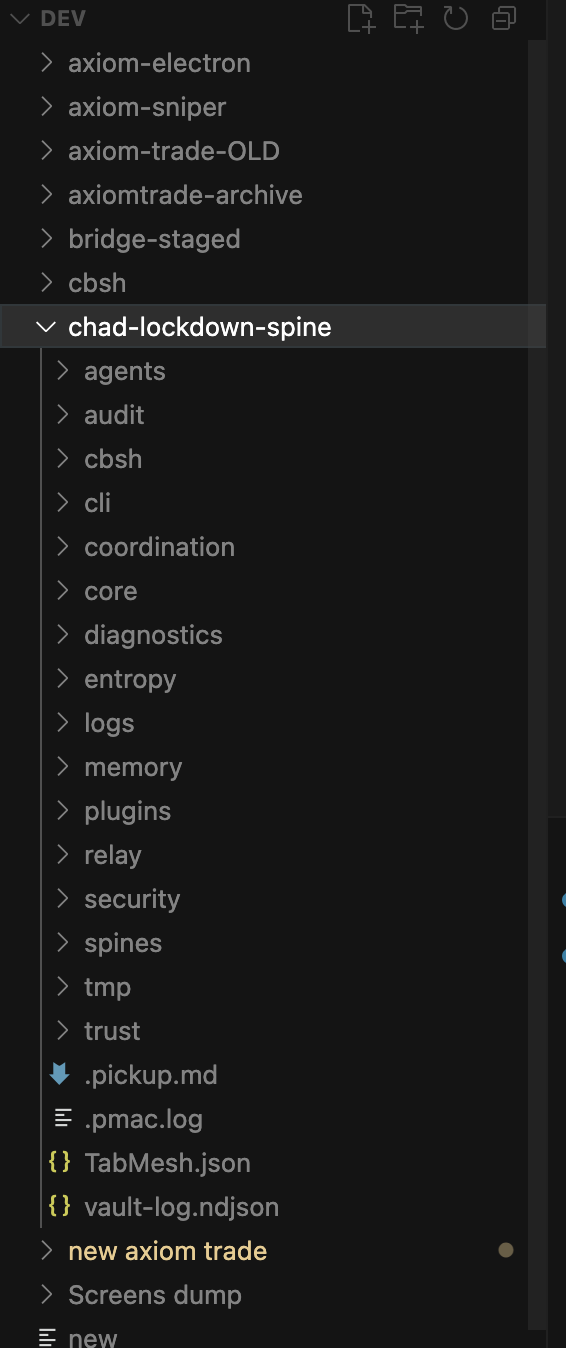 DEV
axiom-electron
axiom-sniper
axiom-trade-OLD
axiomtrade-archive
bridge-staged
cbsh
chad-lockdown-spine
agents
audit
cbsh
cli
coordination
core
diagnostics
entropy
logs
memory
plugins
relay
security
spines
tmp
trust
.pickup.md
.pmac.log
TabMesh.json
vault-log.ndjson
new axiom trade
Screens dump
new